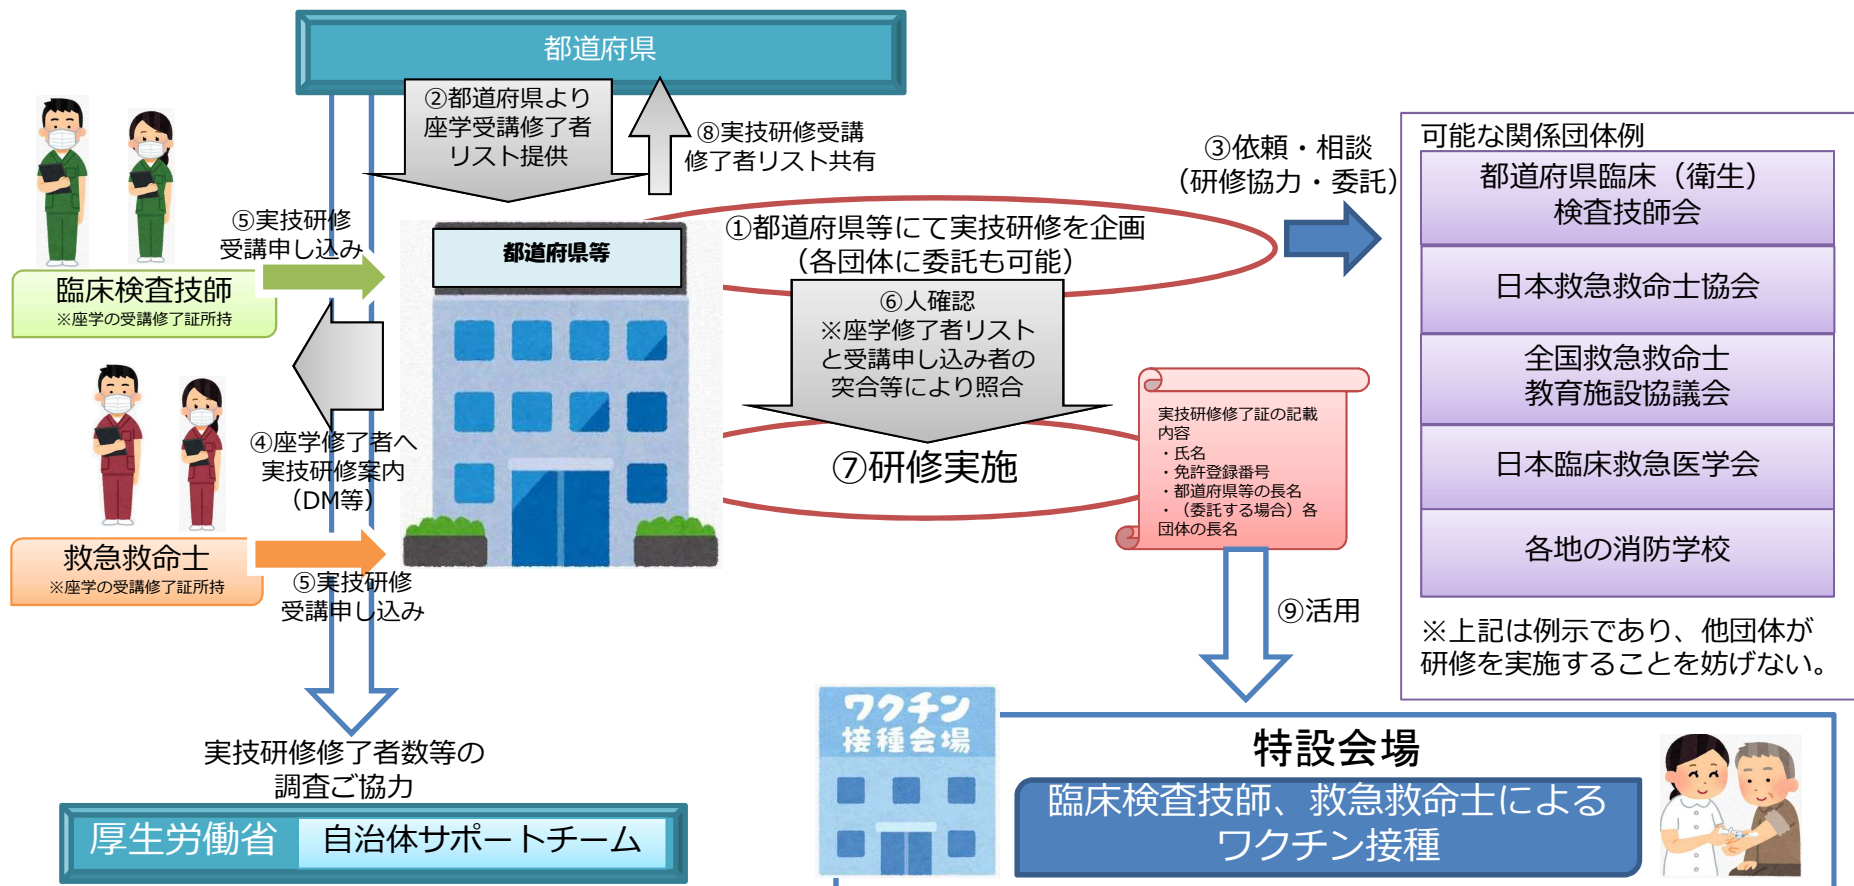 都道府県
②都道府県より
座学受講修了者
リスト提供
⑧実技研修受講
修了者リスト共有
③依頼・相談
（研修協力・委託）
可能な関係団体例
都道府県臨床（衛生）
検査技師会
日本救急救命士協会
全国救急救命士
教育施設協議会
日本臨床救急医学会
各地の消防学校
※上記は例示であり、他団体が
研修を実施することを妨げない。
⑤実技研修
受講申し込み
臨床検査技師
※座学の受講修了証所持
都道府県等
①都道府県等にて実技研修を企画
（各団体に委託も可能）
⑥人確認
※座学修了者リスト
と受講申し込み者の
突合等により照合
⑦研修実施
実技研修修了証の記載
内容
・氏名
・免許登録番号
・都道府県等の長名
・（委託する場合）各
団体の長名
④座学修了者へ
実技研修案内
（DM等）
救急救命士
※座学の受講修了証所持
⑤実技研修
受講申し込み
⑨活用
実技研修修了者数等の
調査ご協力
厚生労働省
自治体サポートチーム
ワクチン
接種会場
特設会場
臨床検査技師、救急救命士による
ワクチン接種